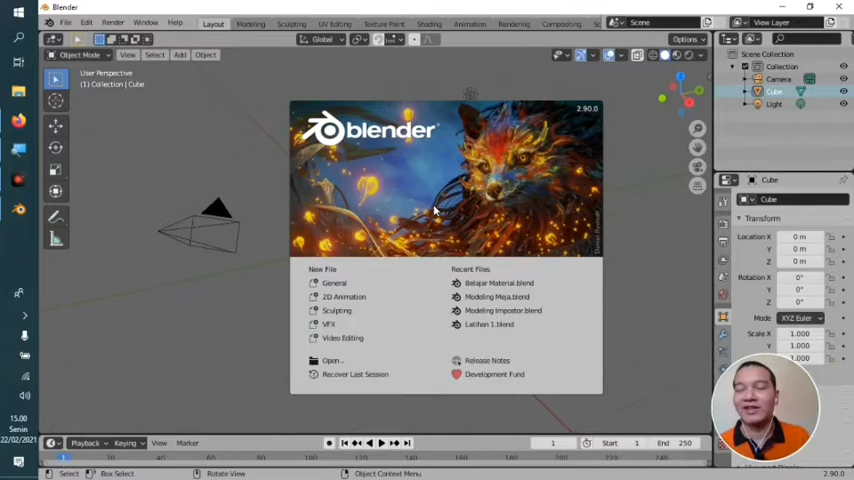 Blender
File Edit Render Window Help Layout Modeling Sculpting UV Editing Texture Paint Shading Animation Rendering Compositing Scene View Layer
Global Options
Object Mode View Select Add Object
User Perspective
(1) Collection | Cube
Scene Collection
Collection
Camera
Cube
Light
2.90.0
blender
Z
New File
General
2D Animation
Sculpting
VFX
Video Editing
Open...
Recover Last Session
Recent Files
Belajar Material.blend
Modeling Meja.blend
Modeling Impostor.blend
Latihan 1.blend
Release Notes
Development Fund
Cube
Cube
Transform
Location X 0 m
Y 0 m
Z 0 m
Rotation X 0°
Y 0°
Z 0°
Mode XYZ Euler
Scale X 1.000
Y 1.000
1.000
15.00
Senin
22/02/2021
Playback Keying View Marker 1 Start 1 End 250
Select Box Select Rotate View Object Context Menu 2.90.0